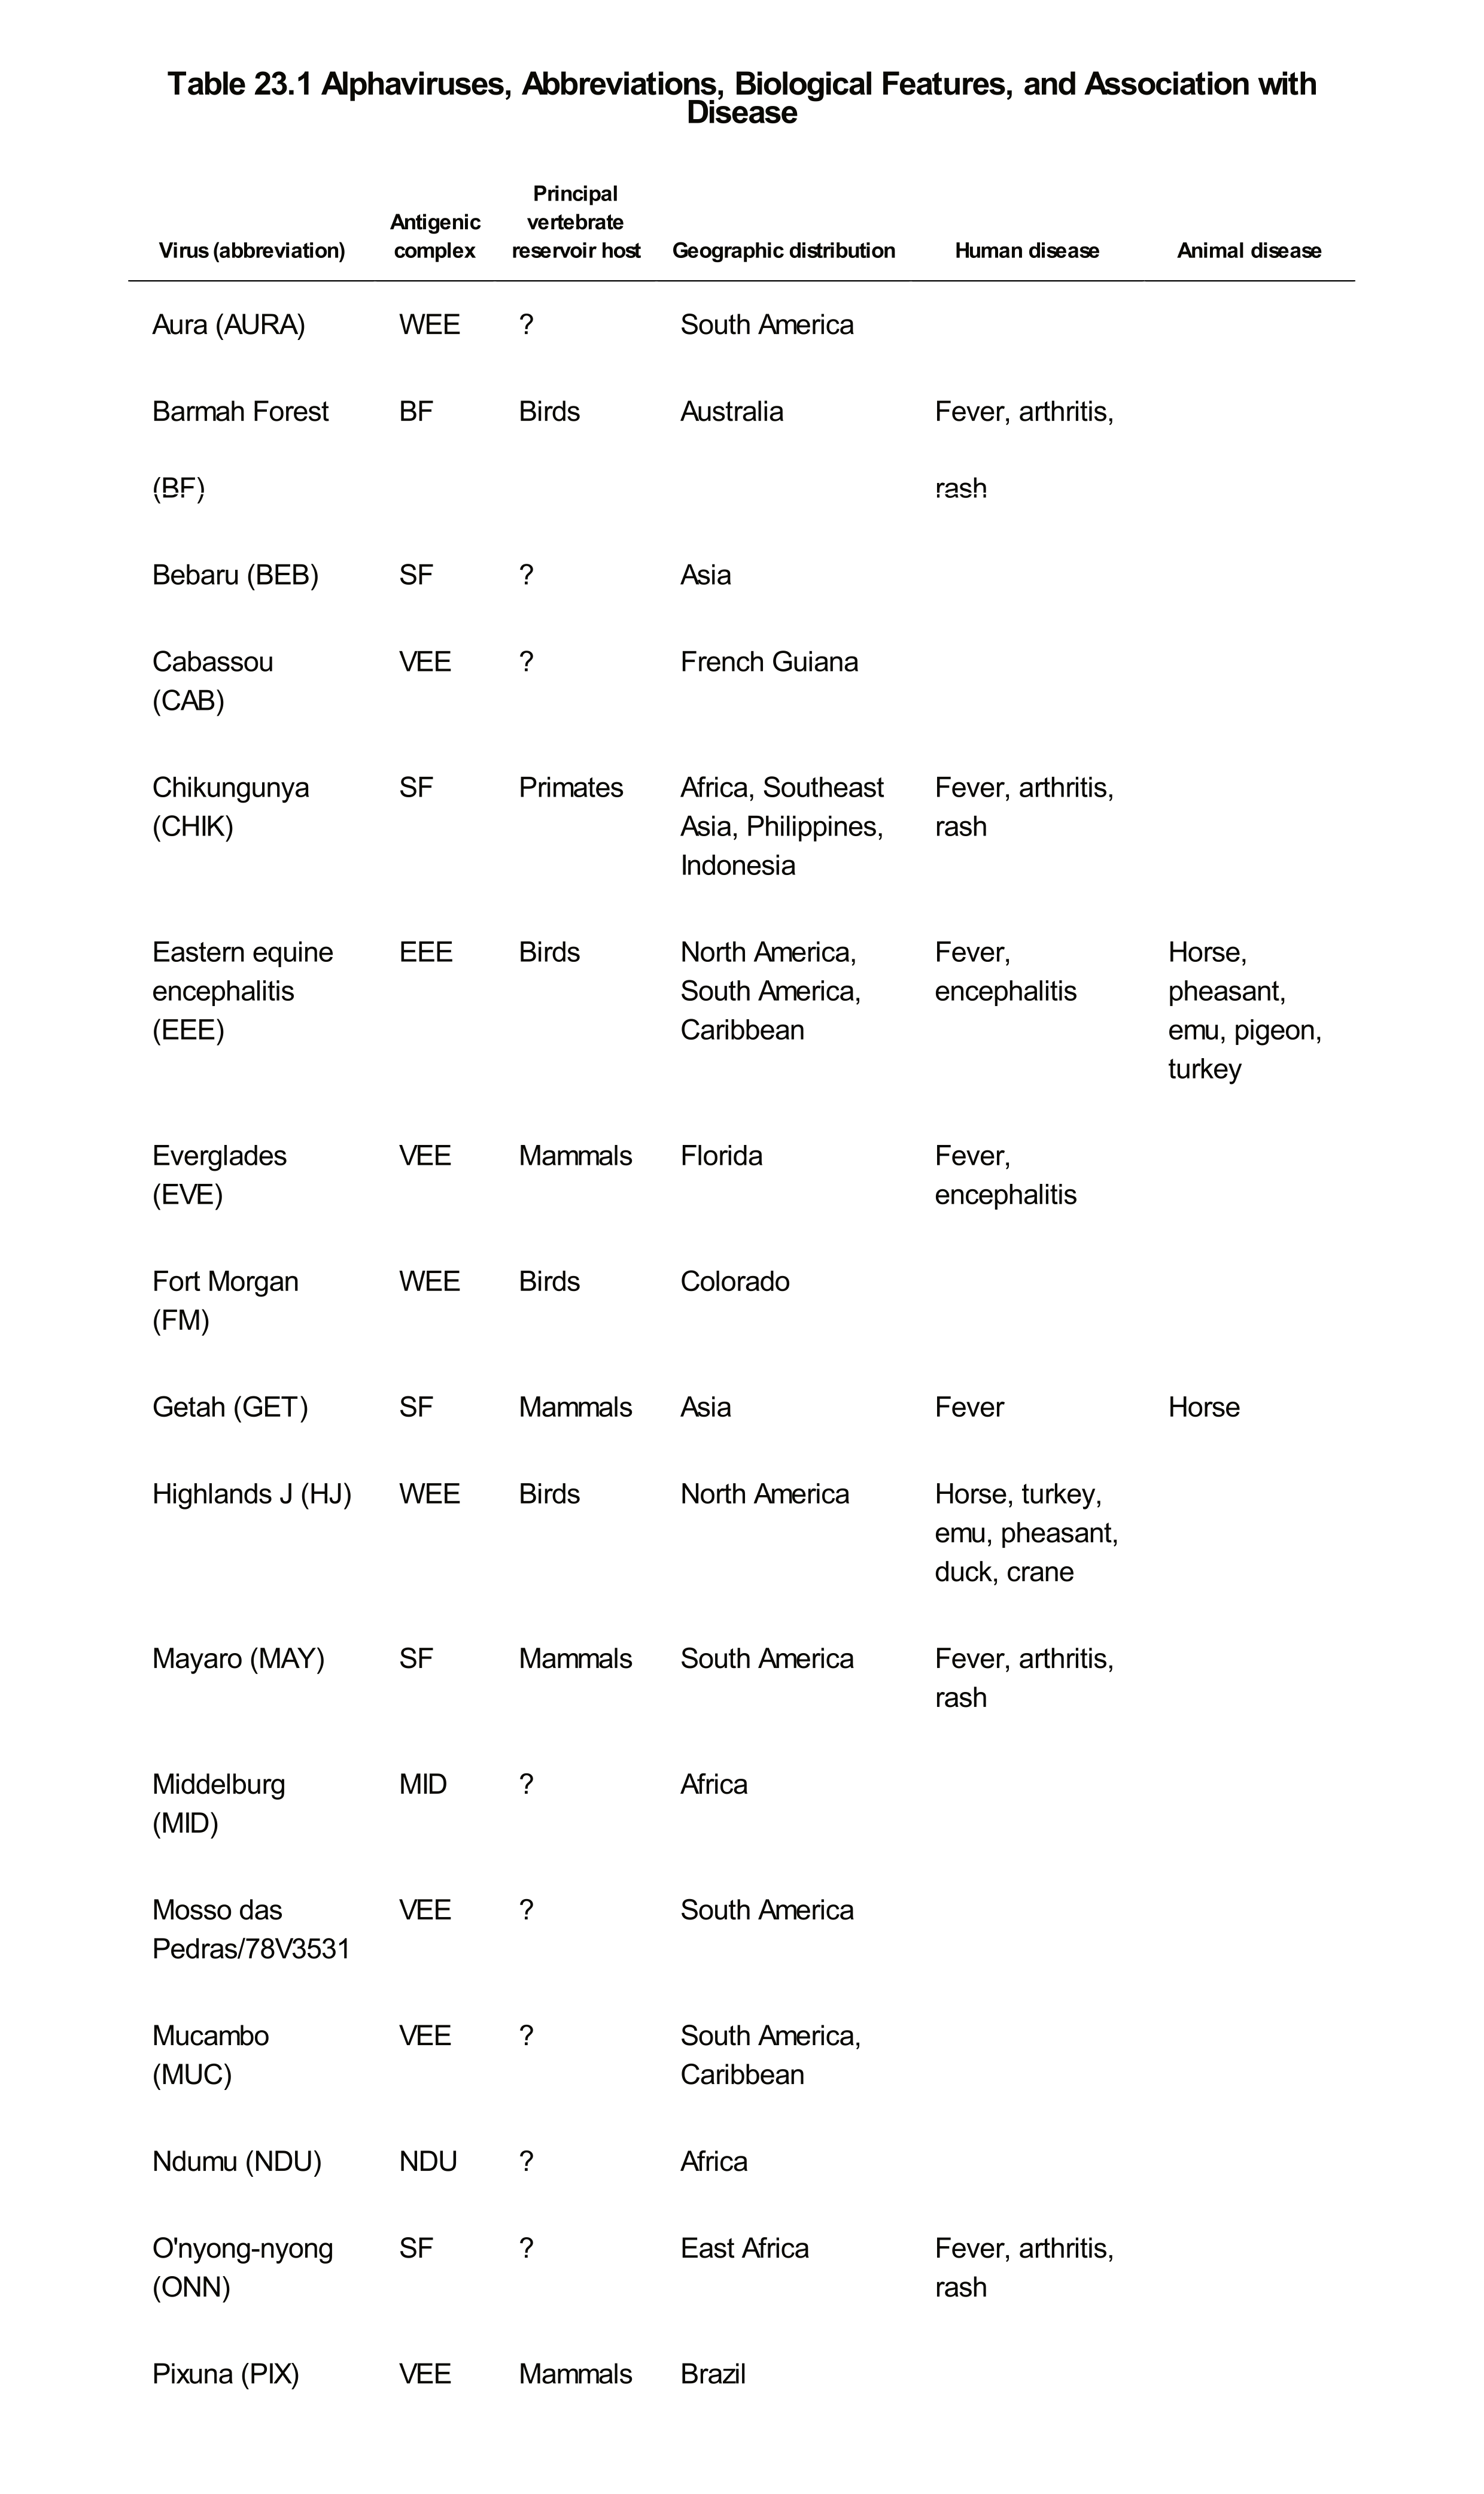 Table 23.1 Alphaviruses, Abbreviations, Biological Features, and Association with
Disease
Principal
Antigenic vertebrate
Virus (abbreviation) complex reservoir host Geographic distribution Human disease Animal disease
Aura (AURA) WEE ? South America
Barmah Forest BF Birds Australia Fever, arthritis,
(BF) rash
Bebaru (BEB) SF ? Asia
Cabassou VEE ? French Guiana
(CAB)
Chikungunya SF Primates Africa, Southeast Fever, arthritis,
(CHIK) Asia, Philippines, rash
Indonesia
Eastern equine EEE Birds North America, Fever, Horse,
encephalitis South America, encephalitis pheasant,
(EEE) Caribbean emu, pigeon,
turkey
Everglades VEE Mammals Florida Fever,
(EVE) encephalitis
Fort Morgan WEE Birds Colorado
(FM)
Getah (GET) SF Mammals Asia Fever Horse
Highlands J (HJ) WEE Birds North America Horse, turkey,
emu, pheasant,
duck, crane
Mayaro (MAY) SF Mammals South America Fever, arthritis,
rash
Middelburg MID ? Africa
(MID)
Mosso das VEE ? South America
Pedras/78V3531
Mucambo VEE ? South America,
(MUC) Caribbean
Ndumu (NDU) NDU ? Africa
O'nyong-nyong SF ? East Africa Fever, arthritis,
(ONN) rash
Pixuna (PIX) VEE Mammals Brazil